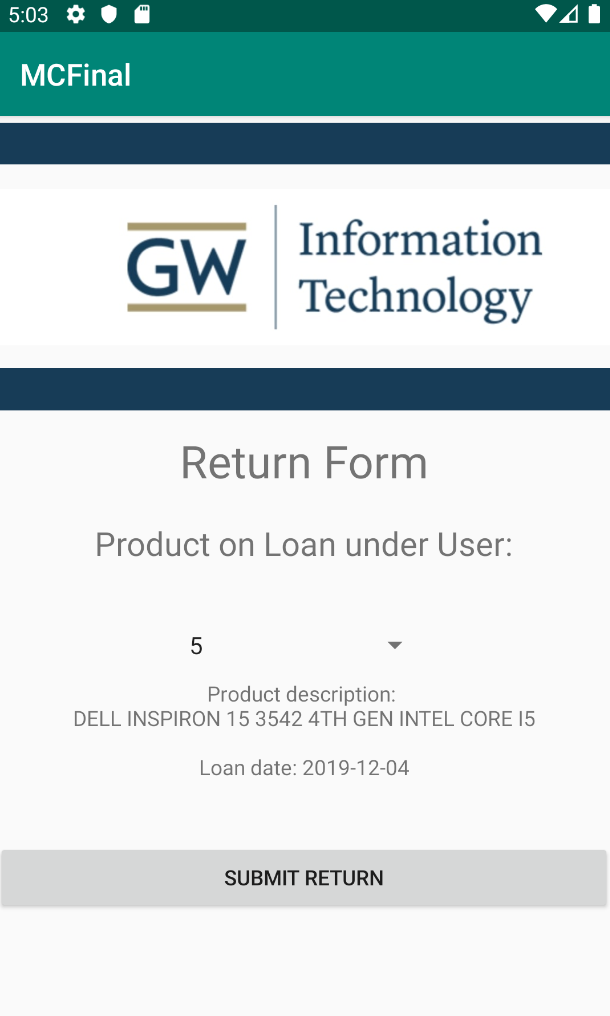 5:03
MCFinal
GW
Information
Technology
Return Form
Product on Loan under User:
5
Product description:
DELL INSPIRON 15 3542 4TH GEN INTEL CORE I5
Loan date: 2019-12-04
SUBMIT RETURN